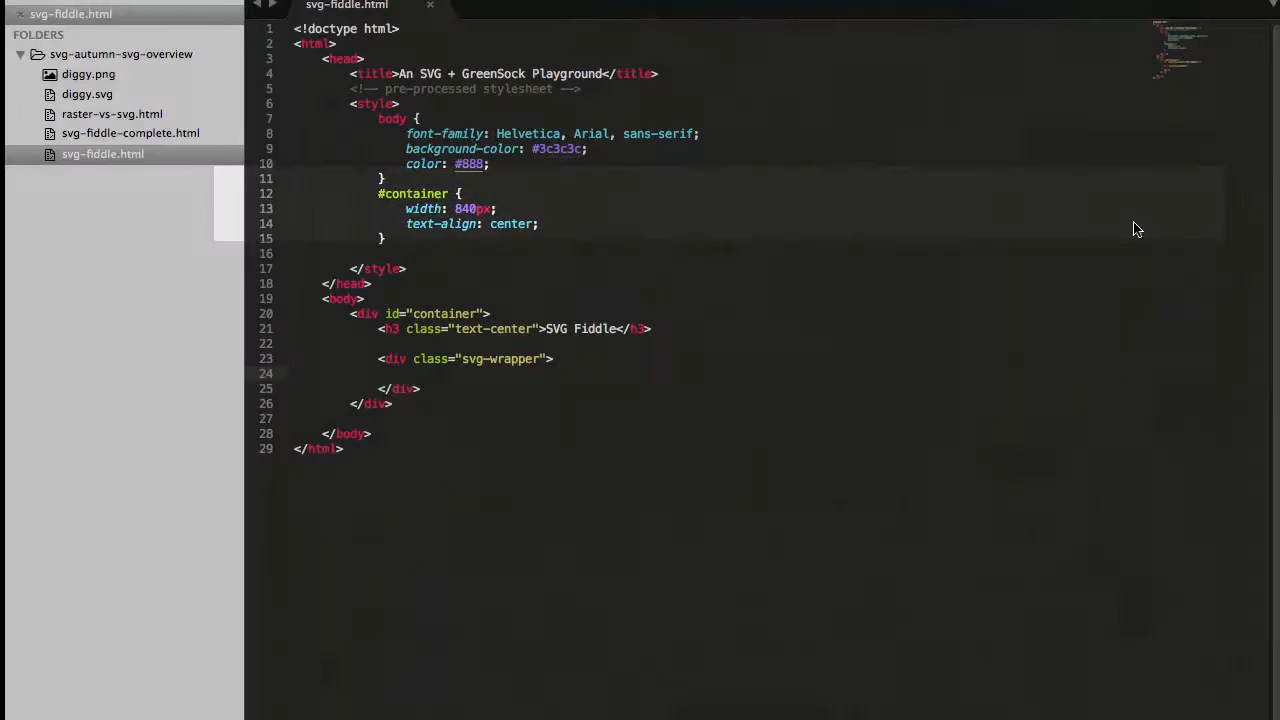 svg-fiddle.html
FOLDERS
svg-autumn-svg-overview
diggy.png
diggy.svg
raster-vs-svg.html
svg-fiddle-complete.html
svg-fiddle.html
svg-fiddle.html
1 <!doctype html>
2 <html>
3 <head>
4 <title>An SVG + GreenSock Playground</title>
5 <!-- pre-processed stylesheet -->
6 <style>
7 body {
8 font-family: Helvetica, Arial, sans-serif;
9 background-color: #3c3c3c;
10 color: #888;
11 }
12 #container {
13 width: 840px;
14 text-align: center;
15 }
16
17 </style>
18 </head>
19 <body>
20 <div id="container">
21 <h3 class="text-center">SVG Fiddle</h3>
22
23 <div class="svg-wrapper">
24
25 </div>
26 </div>
27
28 </body>
29 </html>